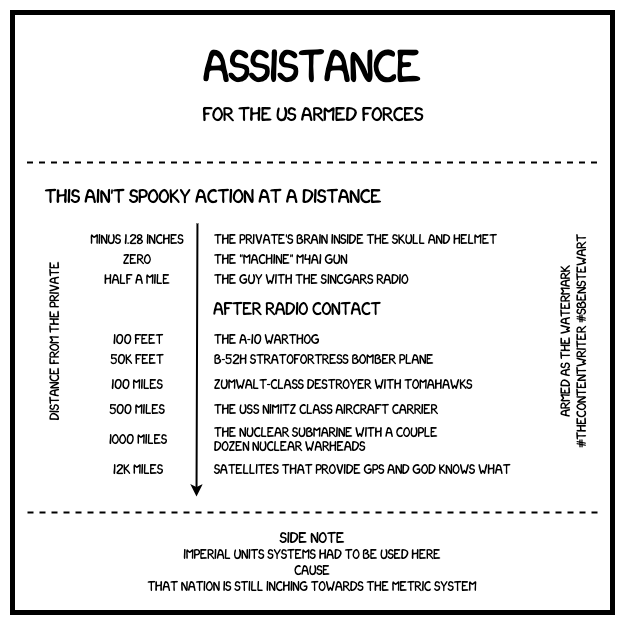 ASSISTANCE
FOR THE US ARMED FORCES
THIS AIN'T SPOOKY ACTION AT A DISTANCE
DISTANCE FROM THE PRIVATE
MINUS 1.28 INCHES THE PRIVATE'S BRAIN INSIDE THE SKULL AND HELMET
ZERO THE "MACHINE" M4A1 GUN
HALF A MILE THE GUY WITH THE SINCGARS RADIO
AFTER RADIO CONTACT
100 FEET THE A-10 WARTHOG
50K FEET B-52H STRATOFORTRESS BOMBER PLANE
100 MILES ZUMWALT-CLASS DESTROYER WITH TOMAHAWKS
500 MILES THE USS NIMITZ CLASS AIRCRAFT CARRIER
1000 MILES THE NUCLEAR SUBMARINE WITH A COUPLE
DOZEN NUCLEAR WARHEADS
12K MILES SATELLITES THAT PROVIDE GPS AND GOD KNOWS WHAT
ARMED AS THE WATERMARK
#THECONTENTWRITER #SBENSTEWART
SIDE NOTE
IMPERIAL UNITS SYSTEMS HAD TO BE USED HERE
CAUSE
THAT NATION IS STILL INCHING TOWARDS THE METRIC SYSTEM